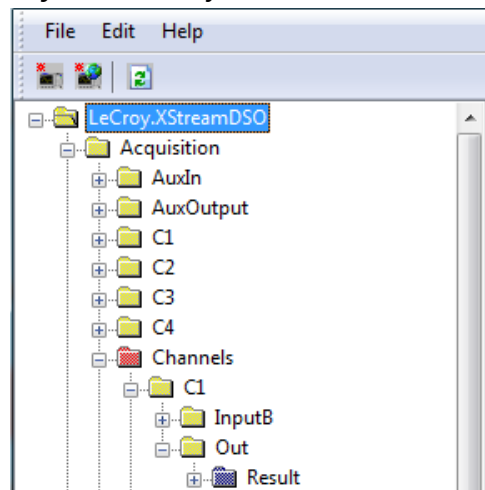 File Edit Help
LeCroy.XStreamDSO
Acquisition
AuxIn
AuxOutput
C1
C2
C3
C4
Channels
C1
InputB
Out
Result